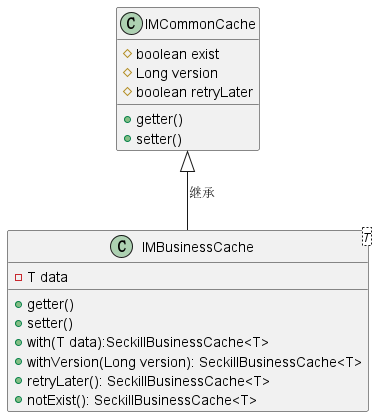 C IMCommonCache
boolean exist
Long version
boolean retryLater
getter()
setter()
继承
C IMBusinessCache T
T data
getter()
setter()
with(T data):SeckillBusinessCache<T>
withVersion(Long version): SeckillBusinessCache<T>
retryLater(): SeckillBusinessCache<T>
notExist(): SeckillBusinessCache<T>